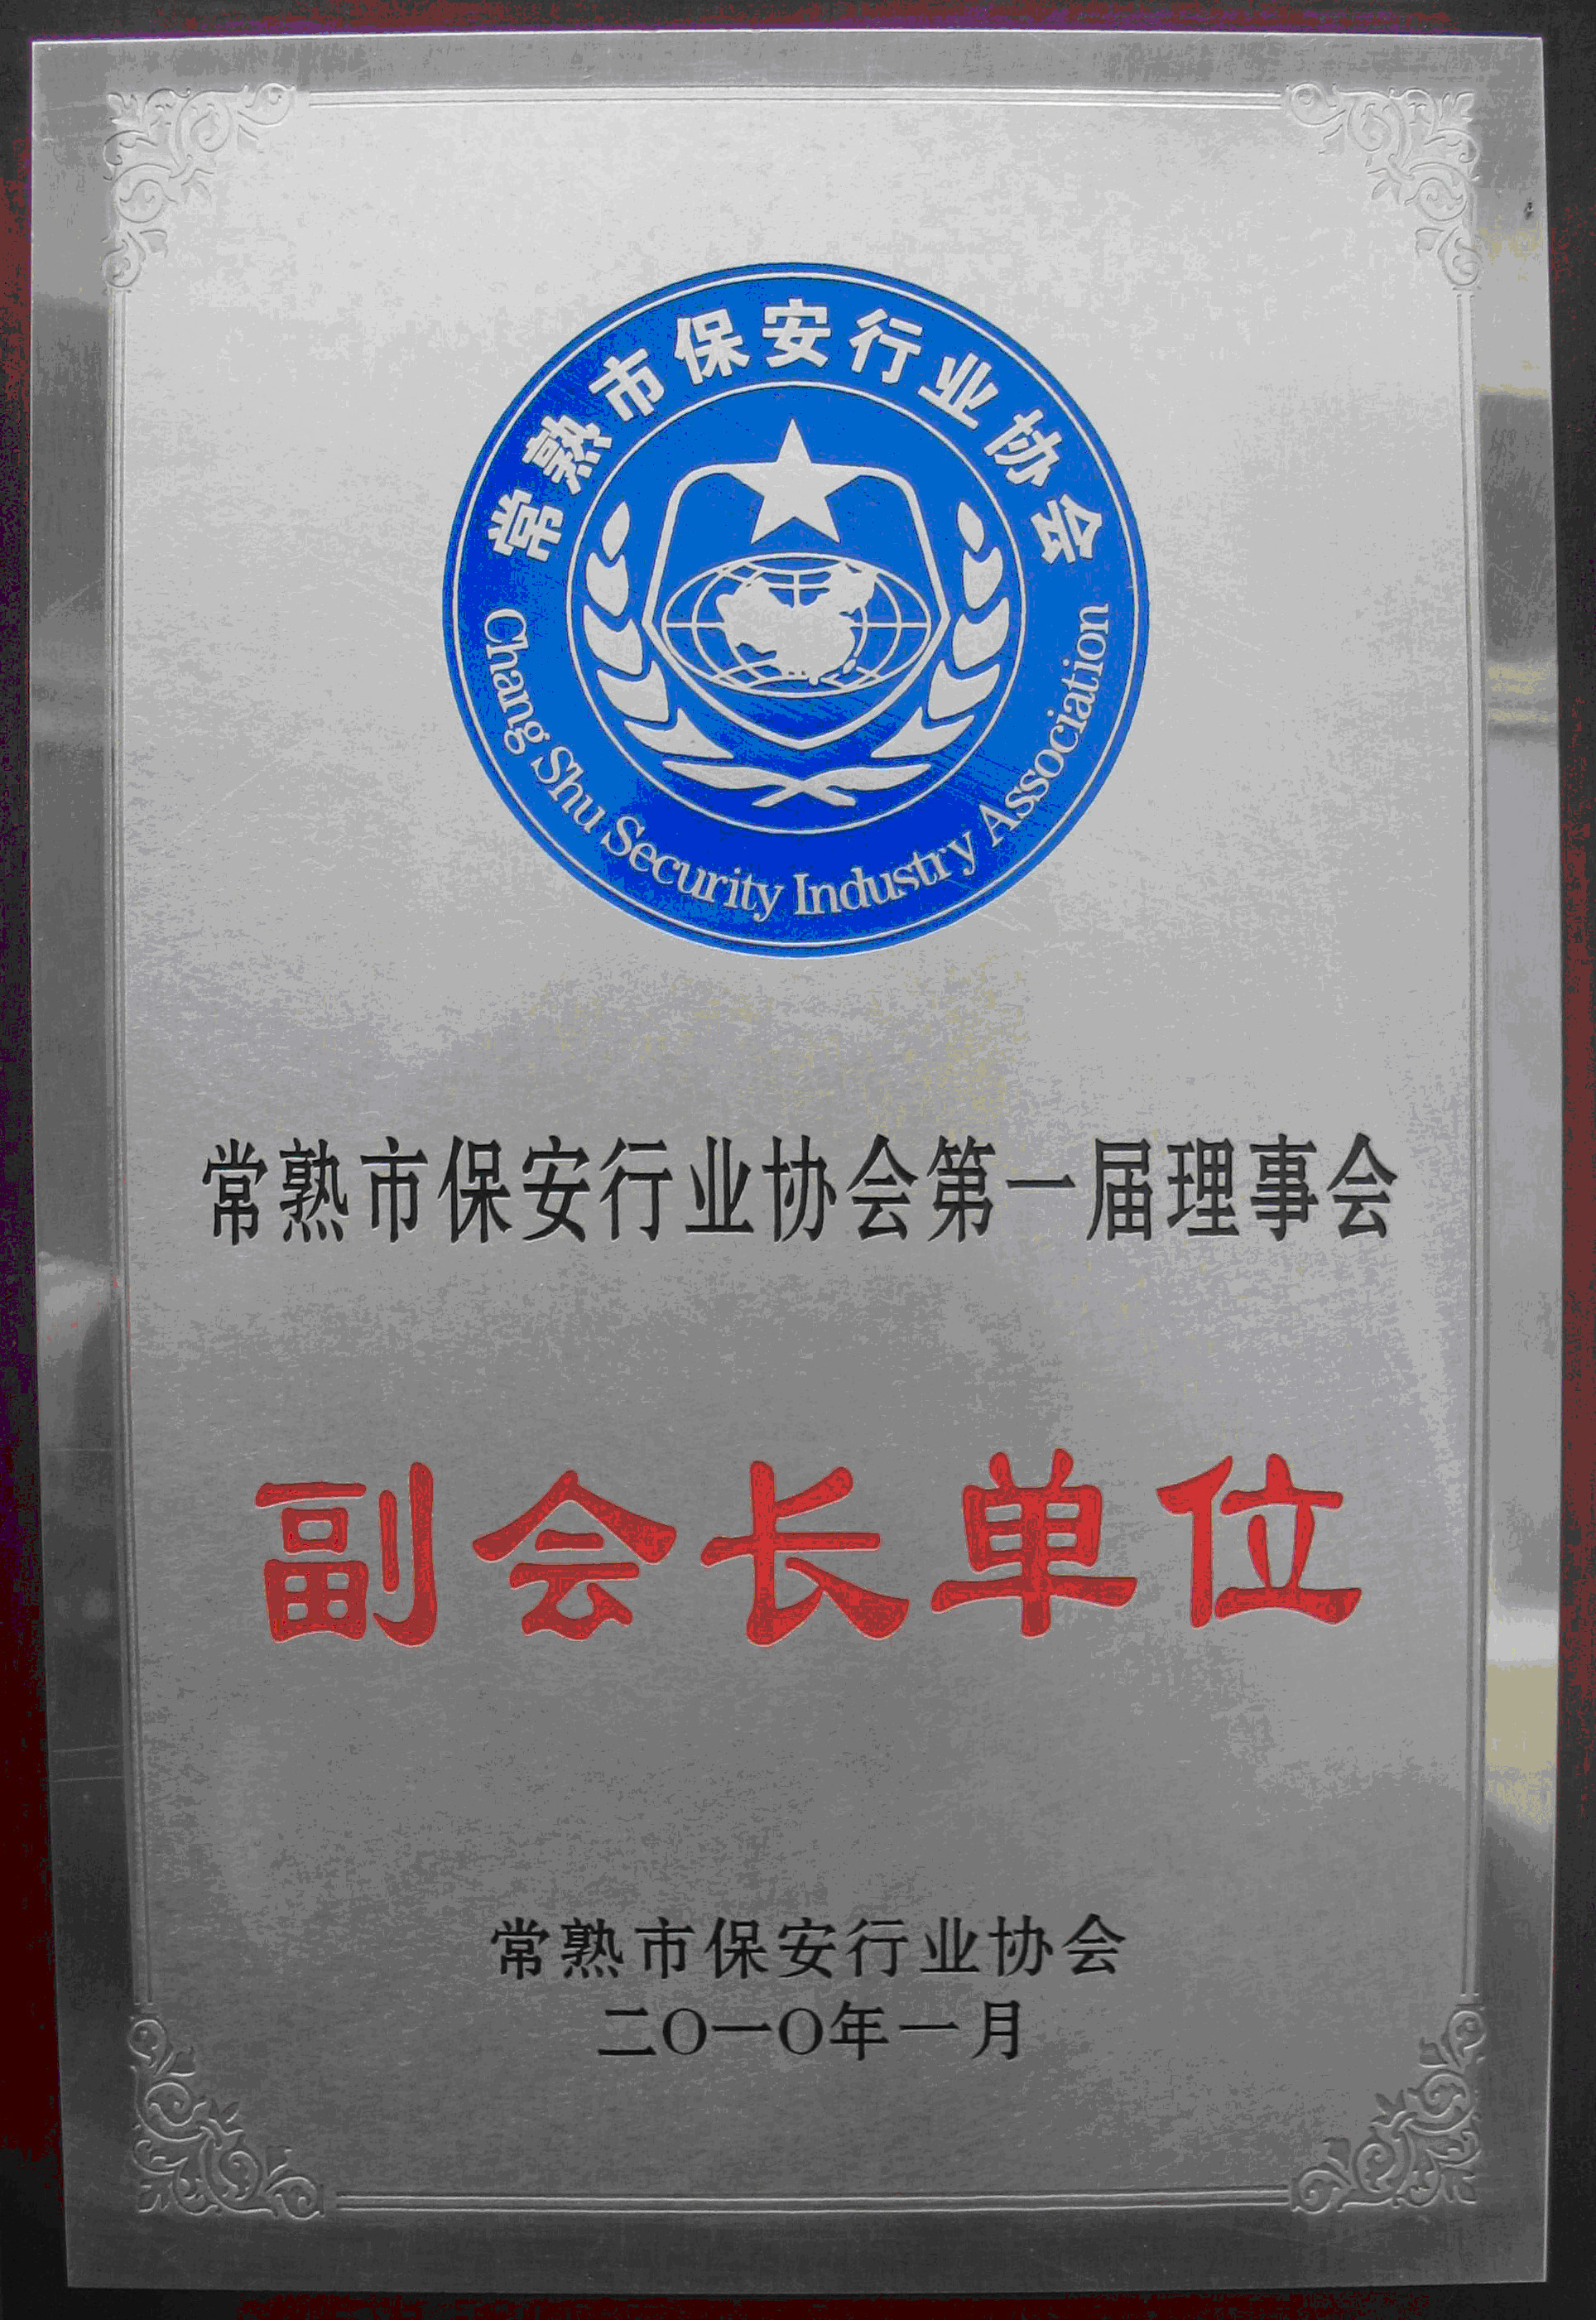 常熟市保安行业协会
Chang Shu Security Industry Association
常熟市保安行业协会第一届理事会
副会长单位
常熟市保安行业协会
二〇一〇年一月